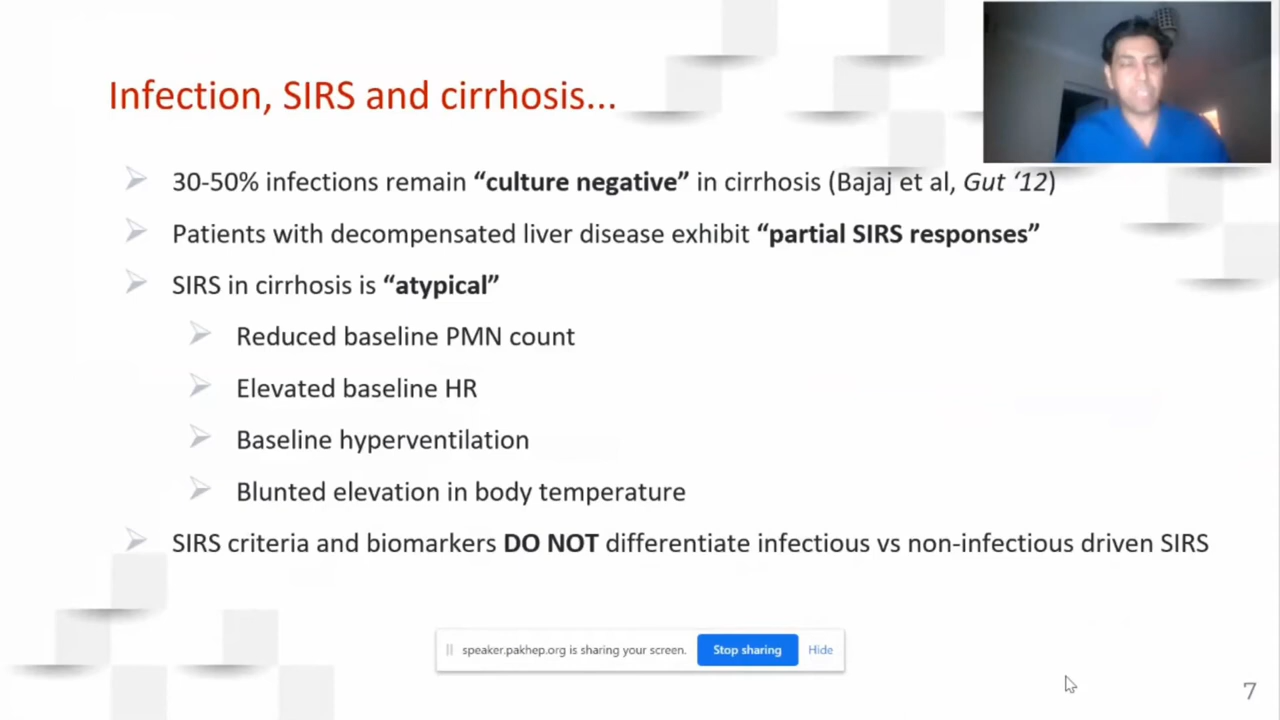 Infection, SIRS and cirrhosis...
30-50% infections remain “culture negative” in cirrhosis (Bajaj et al, Gut ‘12)
Patients with decompensated liver disease exhibit “partial SIRS responses”
SIRS in cirrhosis is “atypical”
Reduced baseline PMN count
Elevated baseline HR
Baseline hyperventilation
Blunted elevation in body temperature
SIRS criteria and biomarkers DO NOT differentiate infectious vs non-infectious driven SIRS
speaker.pakhep.org is sharing your screen. Stop sharing Hide
7